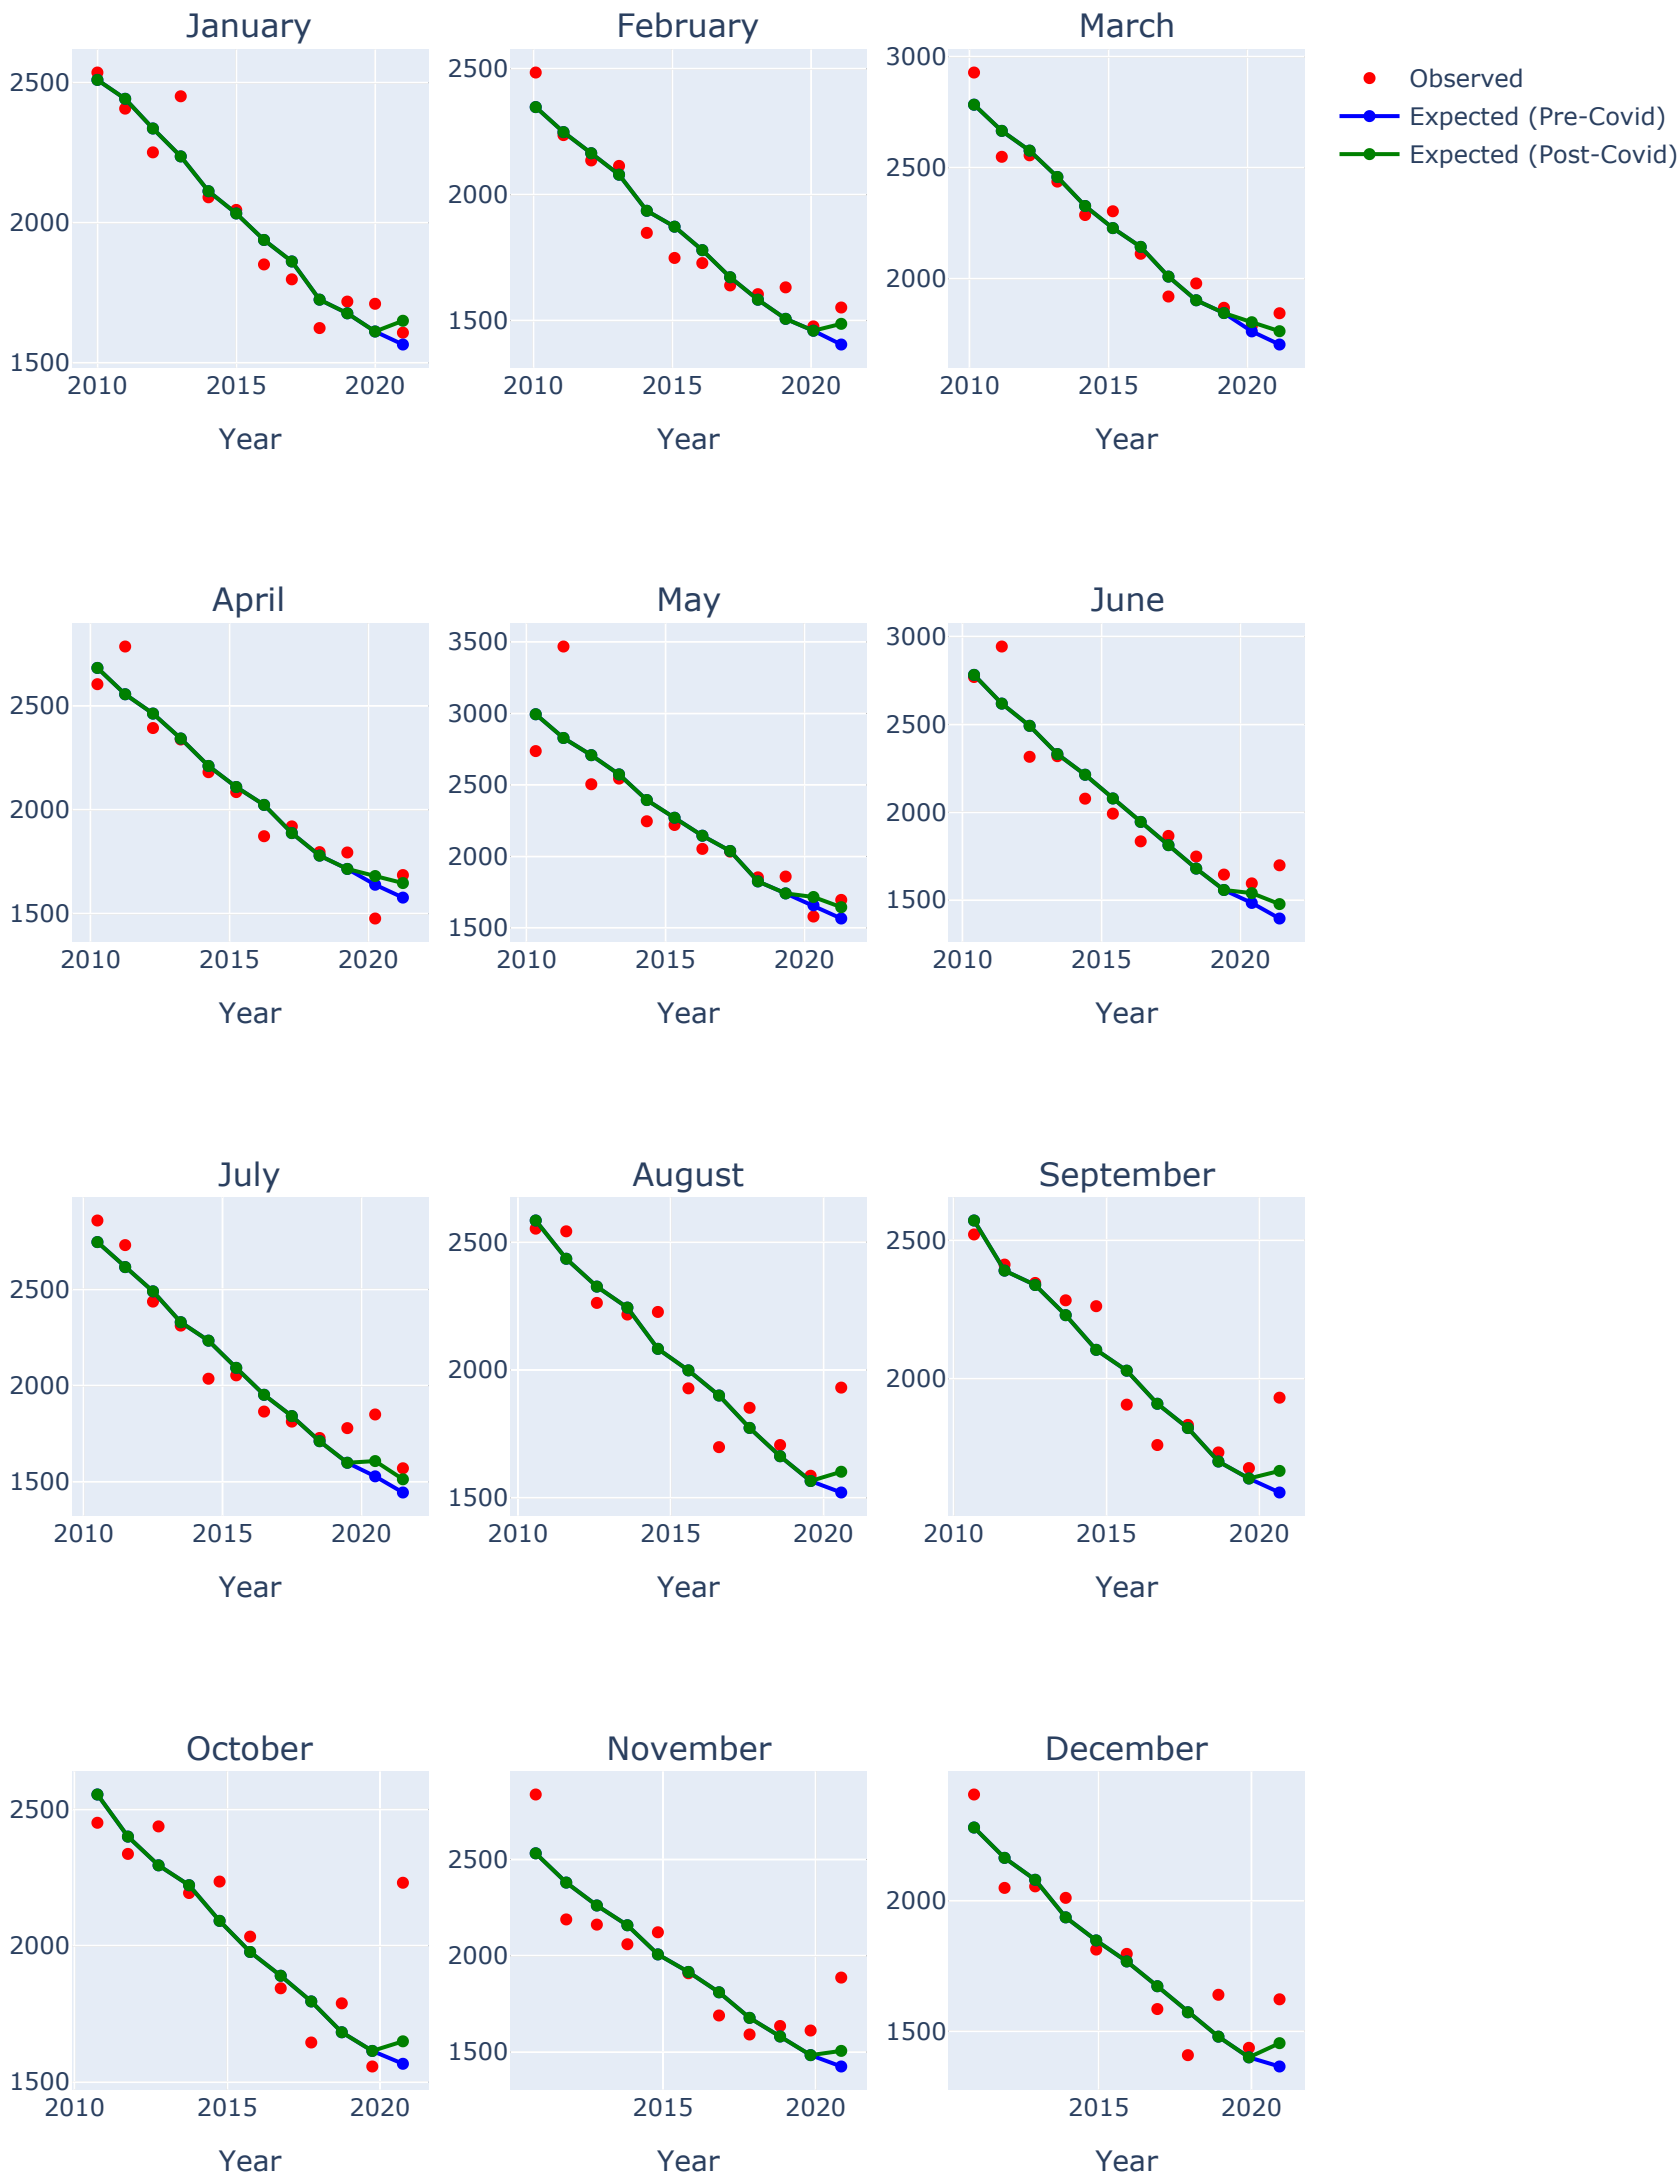 January
February
March
Observed
Expected (Pre-Covid)
Expected (Post-Covid)
2500
2000
1500
2010
2015
2020
Year
2500
2000
1500
2010
2015
2020
Year
3000
2500
2000
2010
2015
2020
Year
April
May
June
2500
2000
1500
2010
2015
2020
Year
3500
3000
2500
2000
1500
2010
2015
2020
Year
3000
2500
2000
1500
2010
2015
2020
Year
July
August
September
2500
2000
1500
2010
2015
2020
Year
2500
2000
1500
2010
2015
2020
Year
2500
2000
2010
2015
2020
Year
October
November
December
2500
2000
1500
2010
2015
2020
Year
2500
2000
1500
2015
2020
Year
2000
1500
2015
2020
Year